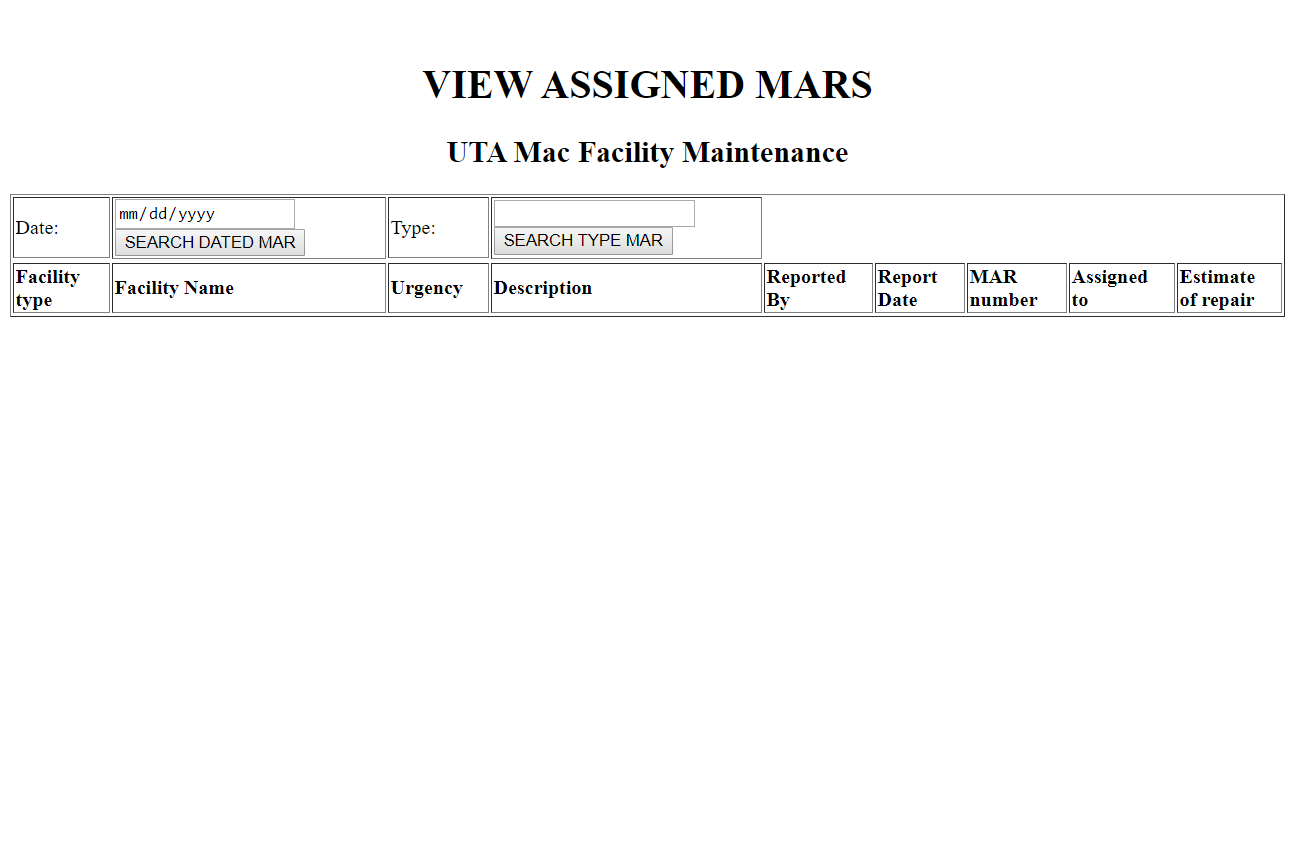 VIEW ASSIGNED MARS
UTA Mac Facility Maintenance
Date:
mm/dd/yyyy
SEARCH DATED MAR
Type:
SEARCH TYPE MAR
Facility
type
Facility Name
Urgency
Description
Reported
By
Report
Date
MAR
number
Assigned
to
Estimate
of repair